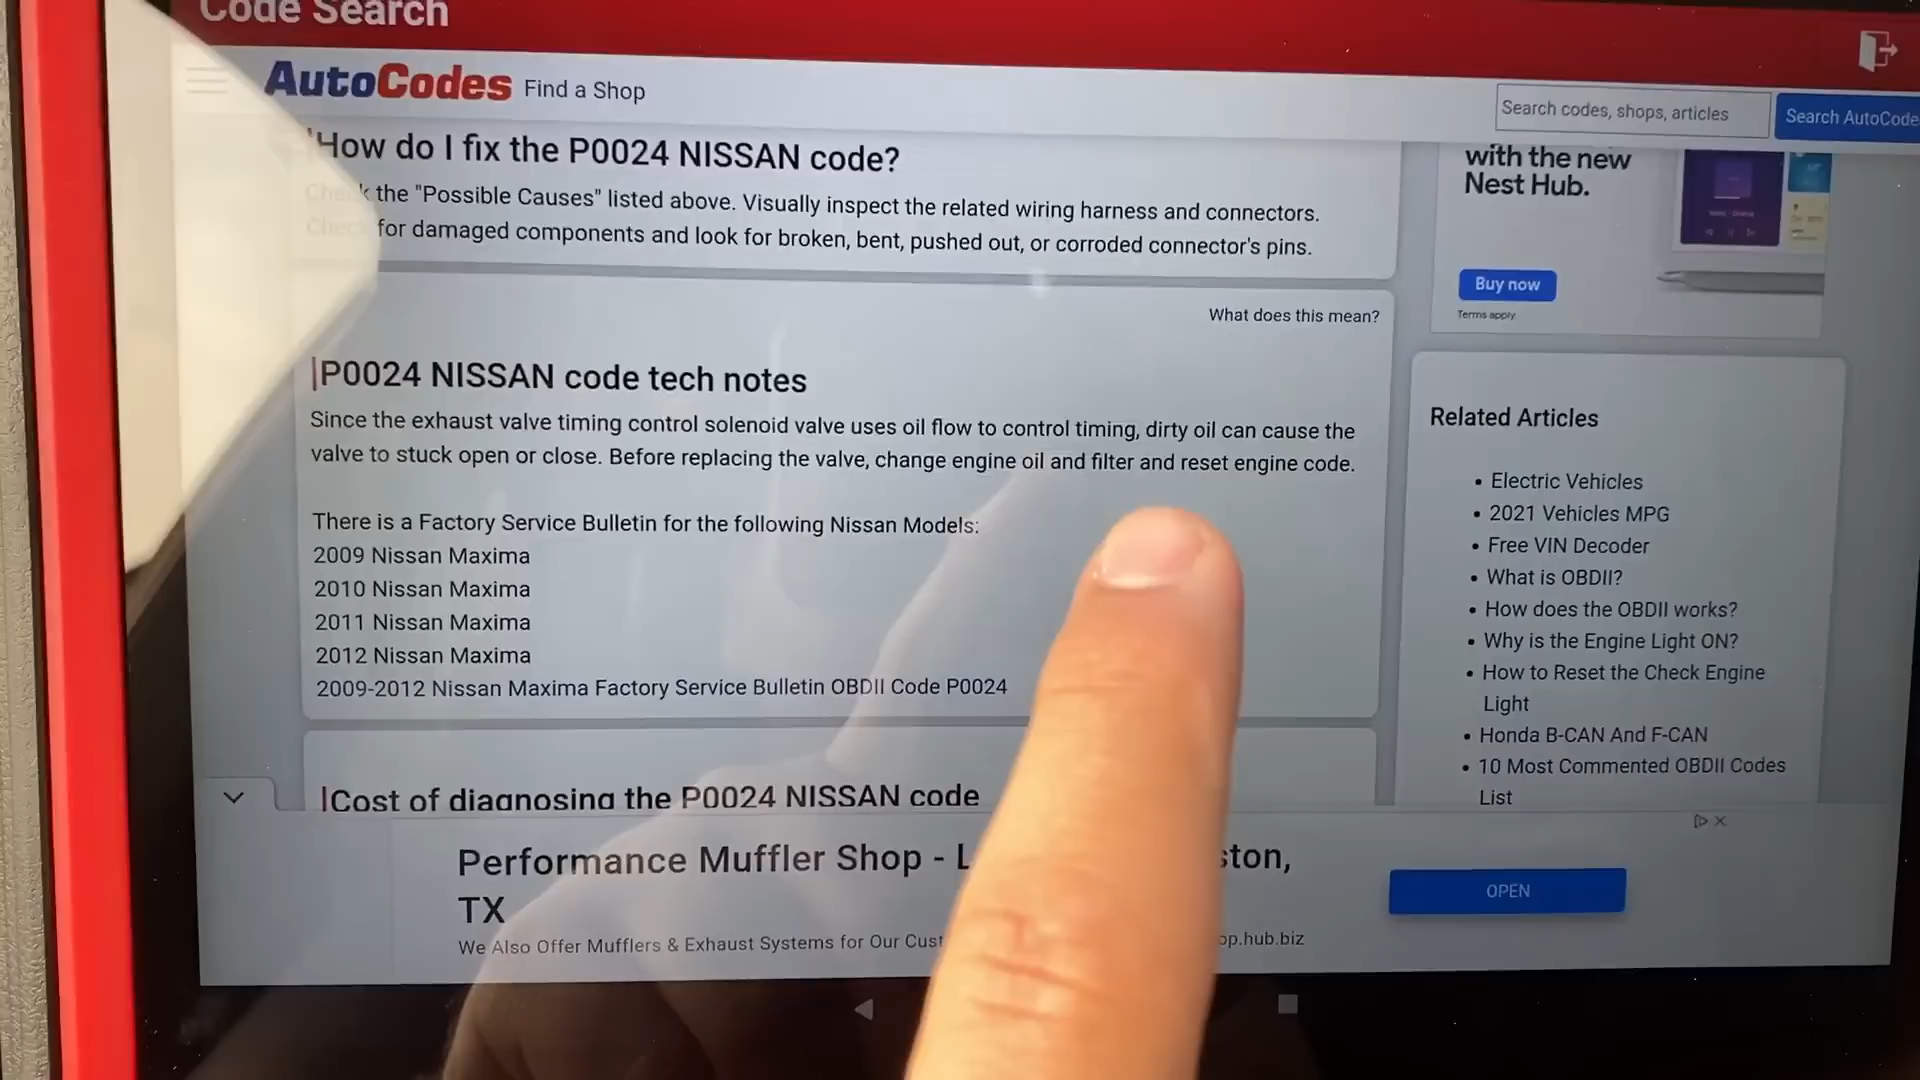 Code Search
AutoCodes Find a Shop
Search codes, shops, articles
Search AutoCode
How do I fix the P0024 NISSAN code?
Check the "Possible Causes" listed above. Visually inspect the related wiring harness and connectors.
Check for damaged components and look for broken, bent, pushed out, or corroded connector's pins.
with the new
Nest Hub.
Buy now
Terms apply.
What does this mean?
P0024 NISSAN code tech notes
Since the exhaust valve timing control solenoid valve uses oil flow to control timing, dirty oil can cause the
valve to stuck open or close. Before replacing the valve, change engine oil and filter and reset engine code.
There is a Factory Service Bulletin for the following Nissan Models:
2009 Nissan Maxima
2010 Nissan Maxima
2011 Nissan Maxima
2012 Nissan Maxima
2009-2012 Nissan Maxima Factory Service Bulletin OBDII Code P0024
Related Articles
• Electric Vehicles
• 2021 Vehicles MPG
• Free VIN Decoder
• What is OBDII?
• How does the OBDII works?
• Why is the Engine Light ON?
• How to Reset the Check Engine
Light
• Honda B-CAN And F-CAN
• 10 Most Commented OBDII Codes
List
Cost of diagnosing the P0024 NISSAN code
Performance Muffler Shop - L ston,
TX
We Also Offer Mufflers & Exhaust Systems for Our Cust op.hub.biz
OPEN